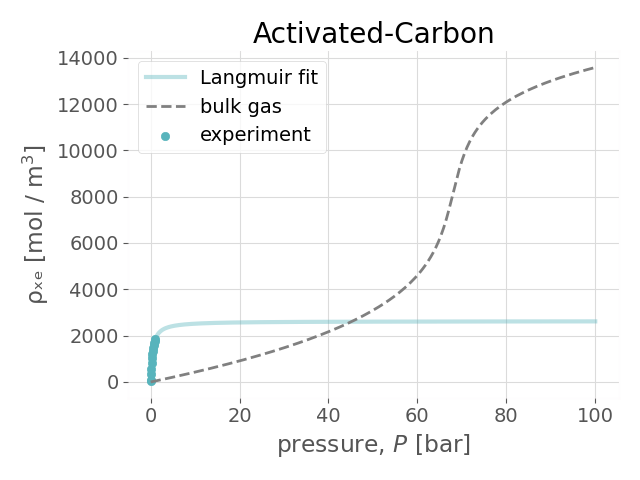 Activated-Carbon
Langmuir fit
bulk gas
experiment
ρₓₑ [mol / m³]
14000
12000
10000
8000
6000
4000
2000
0
0 20 40 60 80 100
pressure, P [bar]